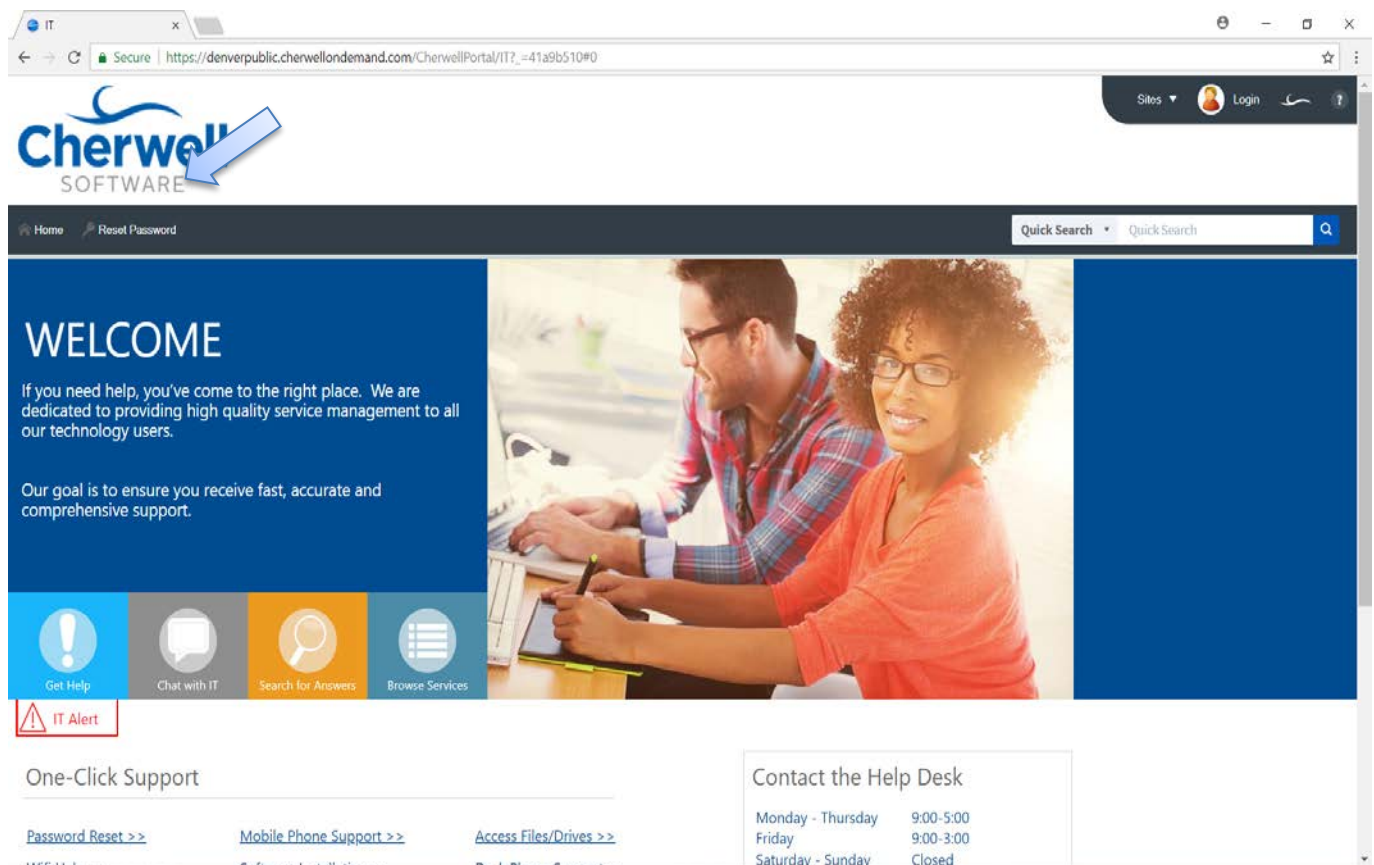 IT
Secure https://denverpublic.cherwellondemand.com/CherwellPortal/IT?_=41a9b510#0
Sites Login ?
Cherwell
SOFTWARE
Home Reset Password
Quick Search Quick Search
WELCOME
If you need help, you've come to the right place. We are
dedicated to providing high quality service management to all
our technology users.
Our goal is to ensure you receive fast, accurate and
comprehensive support.
Get Help Chat with IT Search for Answers Browse Services
IT Alert
One-Click Support
Password Reset >> Mobile Phone Support >> Access Files/Drives >>
Contact the Help Desk
Monday - Thursday 9:00-5:00
Friday 9:00-3:00
Saturday - Sunday Closed